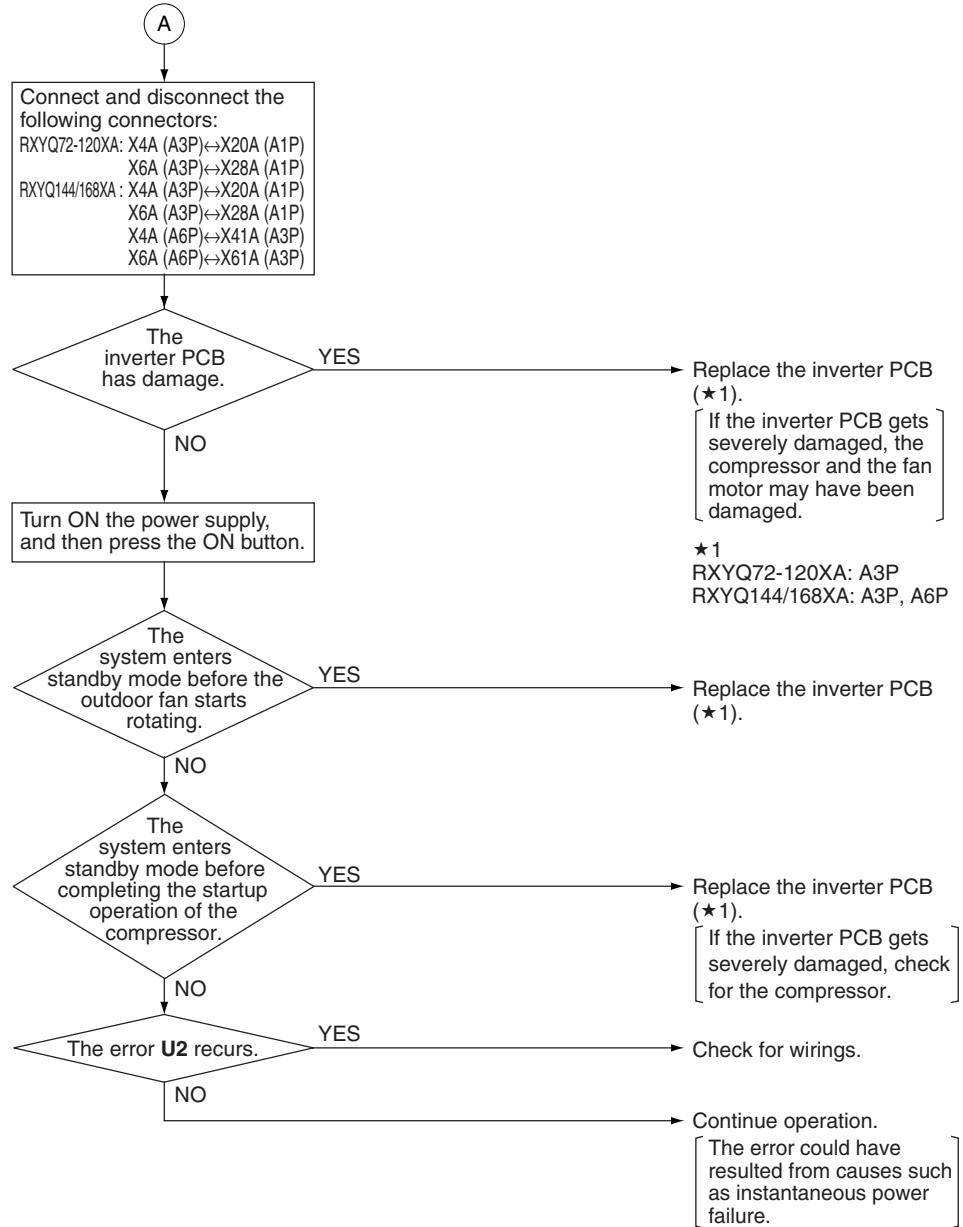 A
Connect and disconnect the
following connectors:
RXYQ72-120XA: X4A (A3P)↔X20A (A1P)
X6A (A3P)↔X28A (A1P)
RXYQ144/168XA : X4A (A3P)↔X20A (A1P)
X6A (A3P)↔X28A (A1P)
X4A (A6P)↔X41A (A3P)
X6A (A6P)↔X61A (A3P)
The
inverter PCB
has damage.
YES
Replace the inverter PCB
(★1).
If the inverter PCB gets
severely damaged, the
compressor and the fan
motor may have been
damaged.
★1
RXYQ72-120XA: A3P
RXYQ144/168XA: A3P, A6P
NO
Turn ON the power supply,
and then press the ON button.
The
system enters
standby mode before the
outdoor fan starts
rotating.
YES
Replace the inverter PCB
(★1).
NO
The
system enters
standby mode before
completing the startup
operation of the
compressor.
YES
Replace the inverter PCB
(★1).
If the inverter PCB gets
severely damaged, check
for the compressor.
NO
The error U2 recurs.
YES
Check for wirings.
NO
Continue operation.
The error could have
resulted from causes such
as instantaneous power
failure.